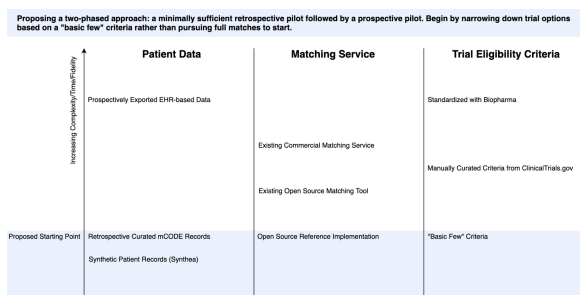 Proposing a two-phased approach: a minimally sufficient retrospective pilot followed by a prospective pilot. Begin by narrowing down trial options
based on a "basic few" criteria rather than pursuing full matches to start.
Increasing Complexity/Time/Fidelity
Patient Data
Matching Service
Trial Eligibility Criteria
Prospectively Exported EHR-based Data
Standardized with Biopharma
Existing Commercial Matching Service
Manually Curated Criteria from ClinicalTrials.gov
Existing Open Source Matching Tool
Proposed Starting Point
Retrospective Curated mCODE Records
Open Source Reference Implementation
"Basic Few" Criteria
Synthetic Patient Records (Synthea)